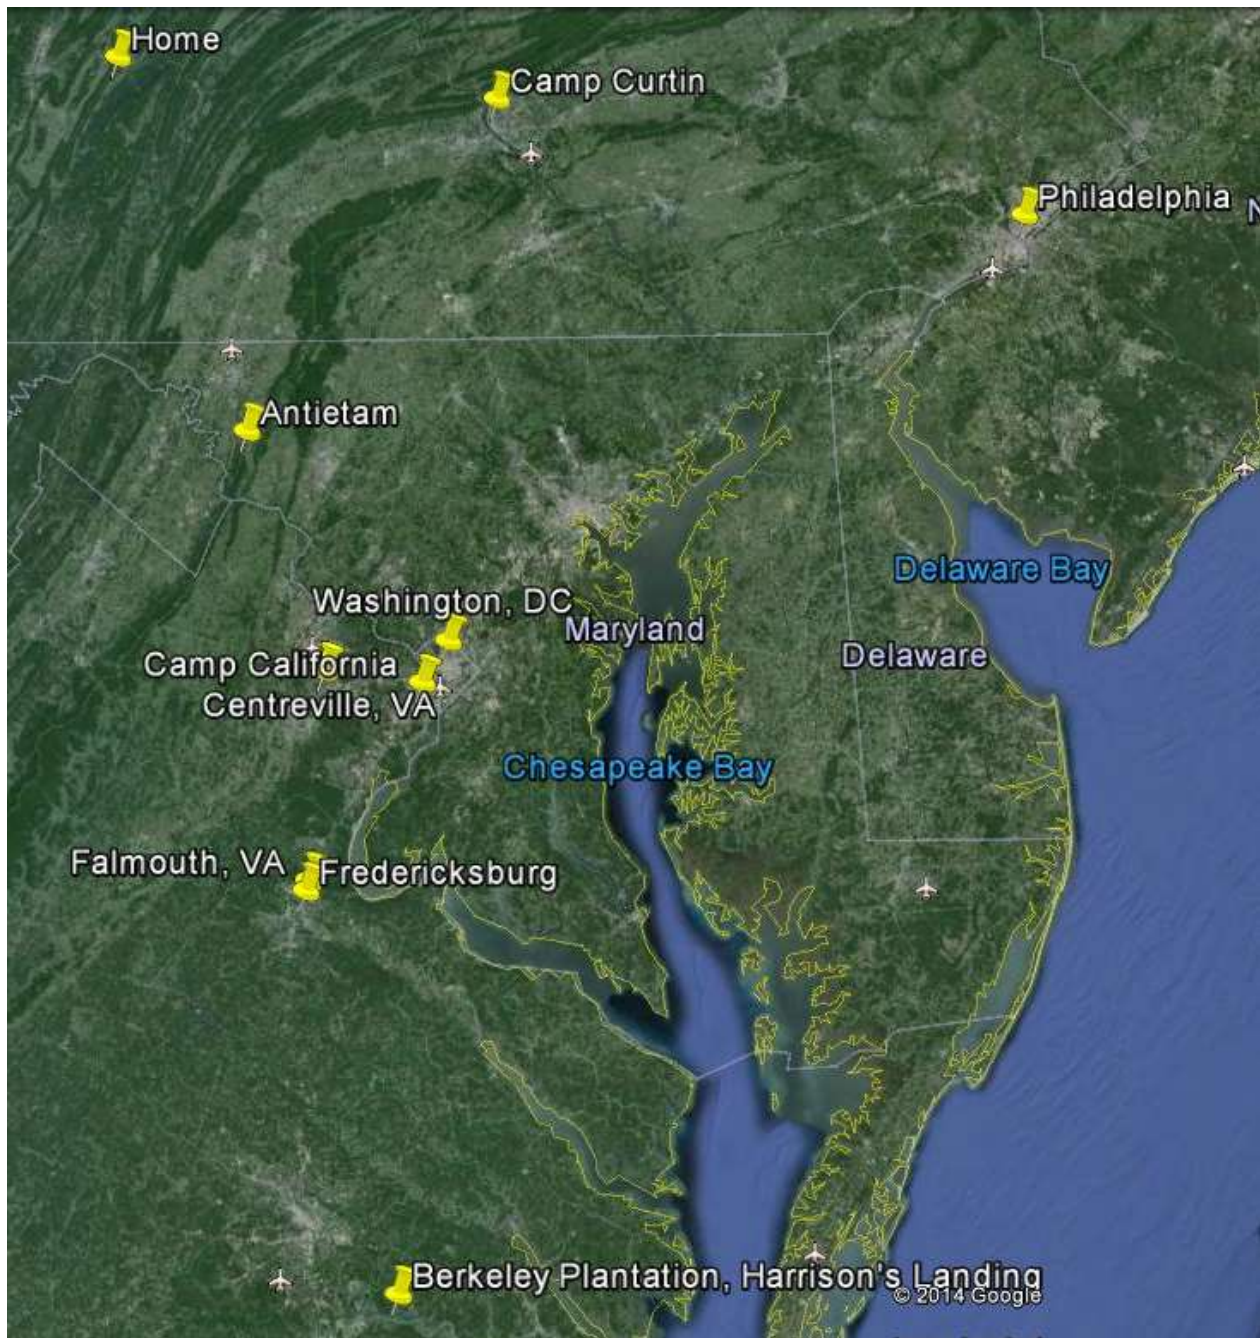 Home
Camp Curtin
Philadelphia
N
Antietam
Delaware Bay
Washington, DC
Maryland
Delaware
Camp California
Centreville, VA
Chesapeake Bay
Falmouth, VA
Fredericksburg
Berkeley Plantation, Harrison's Landing
© 2014 Google